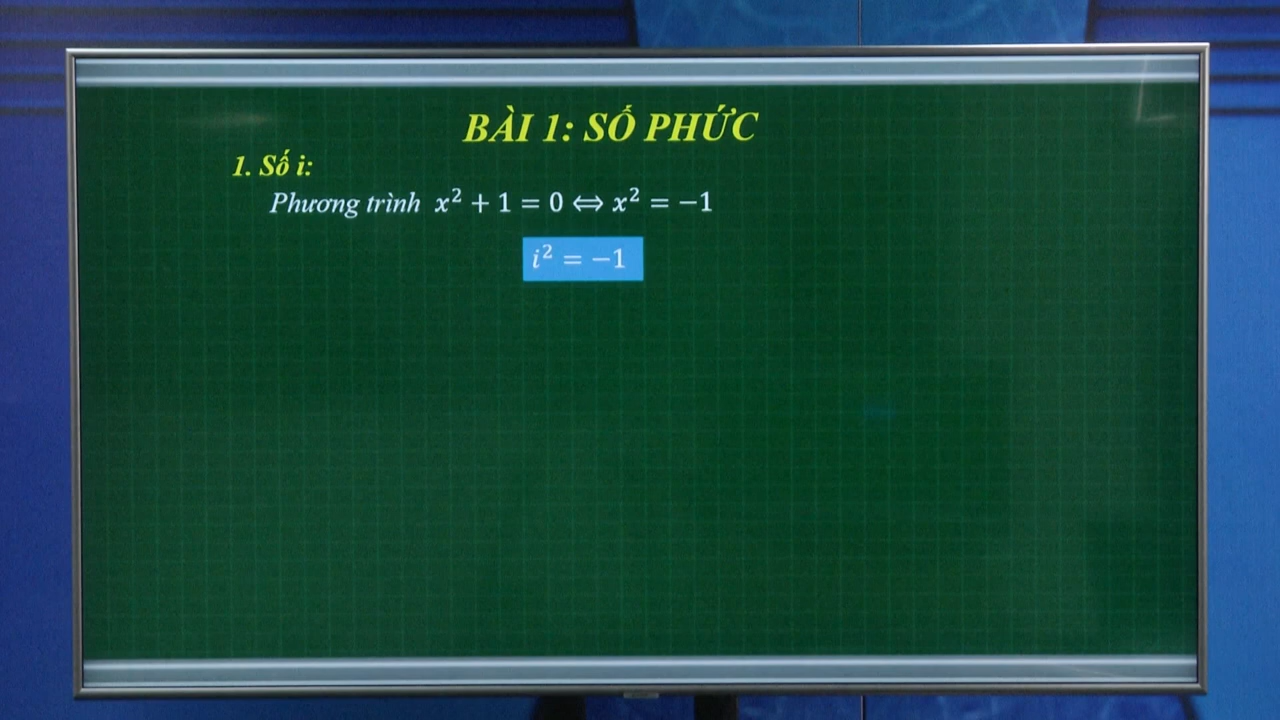 BÀI 1: SỐ PHỨC
1. Số i:
Phương trình x² + 1 = 0 ⟺ x² = −1
i² = −1